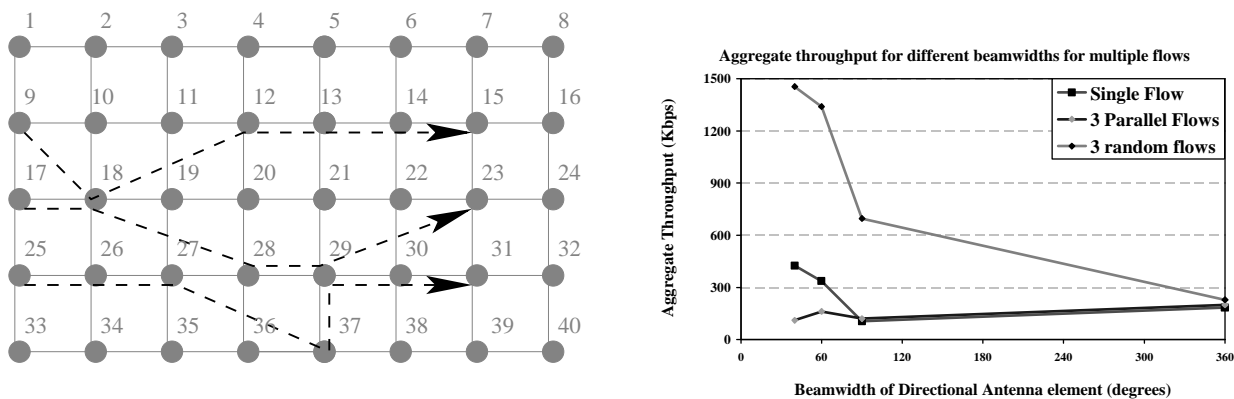 1 2 3 4 5 6 7 8
9 10 11 12 13 14 15 16
17 18 19 20 21 22 23 24
25 26 27 28 29 30 31 32
33 34 35 36 37 38 39 40
Aggregate throughput for different beamwidths for multiple flows
Aggregate Throughput (Kbps)
1500
1200
900
600
300
0
Single Flow
3 Parallel Flows
3 random flows
0 60 120 180 240 300 360
Beamwidth of Directional Antenna element (degrees)